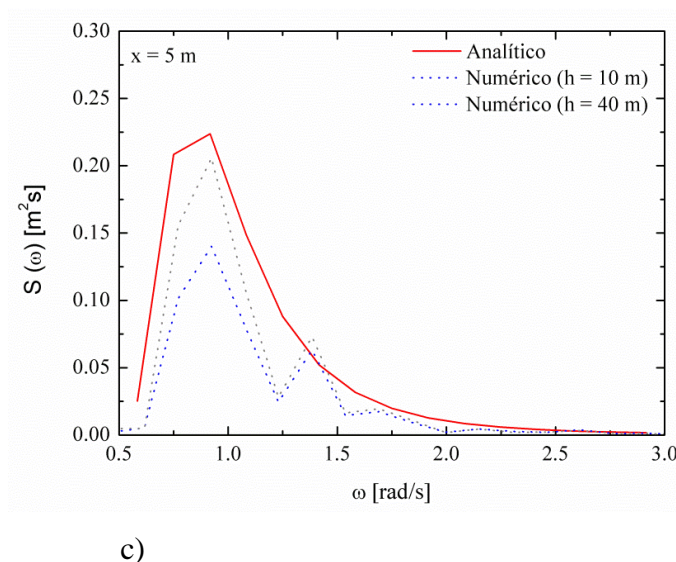 0.30
x = 5 m
Analítico
Numérico (h = 10 m)
Numérico (h = 40 m)
0.25
0.20
0.15
0.10
0.05
0.00
S (ω) [m²s]
0.5 1.0 1.5 2.0 2.5 3.0
ω [rad/s]
c)